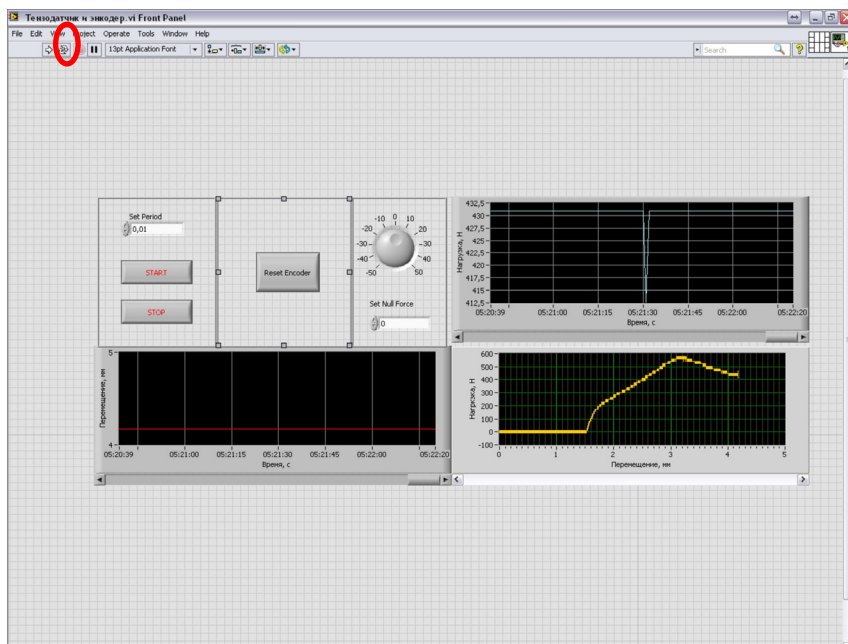 Тензодатчик и энкодер.vi Front Panel
File Edit View Project Operate Tools Window Help
13pt Application Font
Search
Set Period
0,01
START
STOP
Reset Encoder
-50 -40 -30 -20 -10 0 10 20 30 40 50
Set Null Force
0
Нагрузка, Н
432,5
430
427,5
425
422,5
420
417,5
415
412,5
05:20:39 05:21:00 05:21:15 05:21:30 05:21:45 05:22:00 05:22:20
Время, с
Перемещение, мм
5
4
05:20:39 05:21:00 05:21:15 05:21:30 05:21:45 05:22:00 05:22:20
Время, с
Нагрузка, Н
600
500
400
300
200
100
0
-100
0 1 2 3 4 5
Перемещение, мм